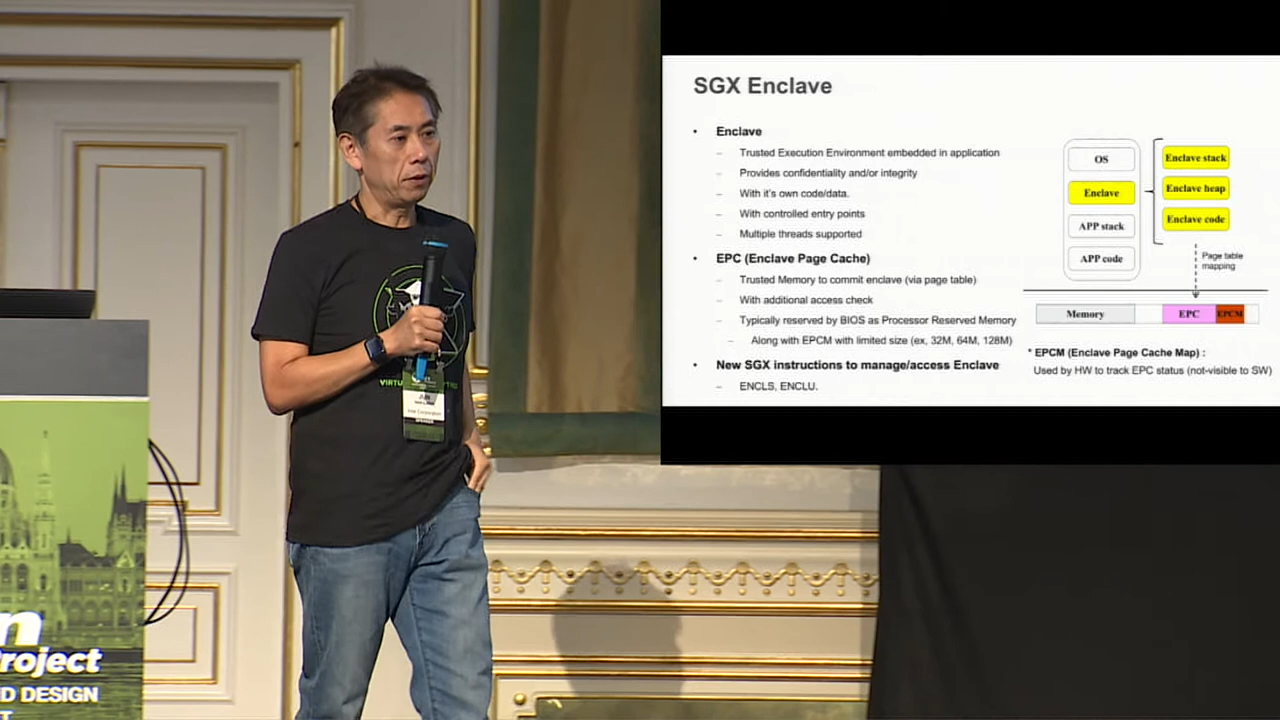 SGX Enclave
• Enclave
– Trusted Execution Environment embedded in application
– Provides confidentiality and/or integrity
– With it's own code/data.
– With controlled entry points
– Multiple threads supported
• EPC (Enclave Page Cache)
– Trusted Memory to commit enclave (via page table)
– With additional access check
– Typically reserved by BIOS as Processor Reserved Memory
– Along with EPCM with limited size (ex, 32M, 64M, 128M)
• New SGX instructions to manage/access Enclave
– ENCLS, ENCLU.
OS
Enclave
APP stack
APP code
Enclave stack
Enclave heap
Enclave code
Page table
mapping
Memory
EPC
EPCM
* EPCM (Enclave Page Cache Map) :
Used by HW to track EPC status (not-visible to SW)
n
roject
D DESIGN
T